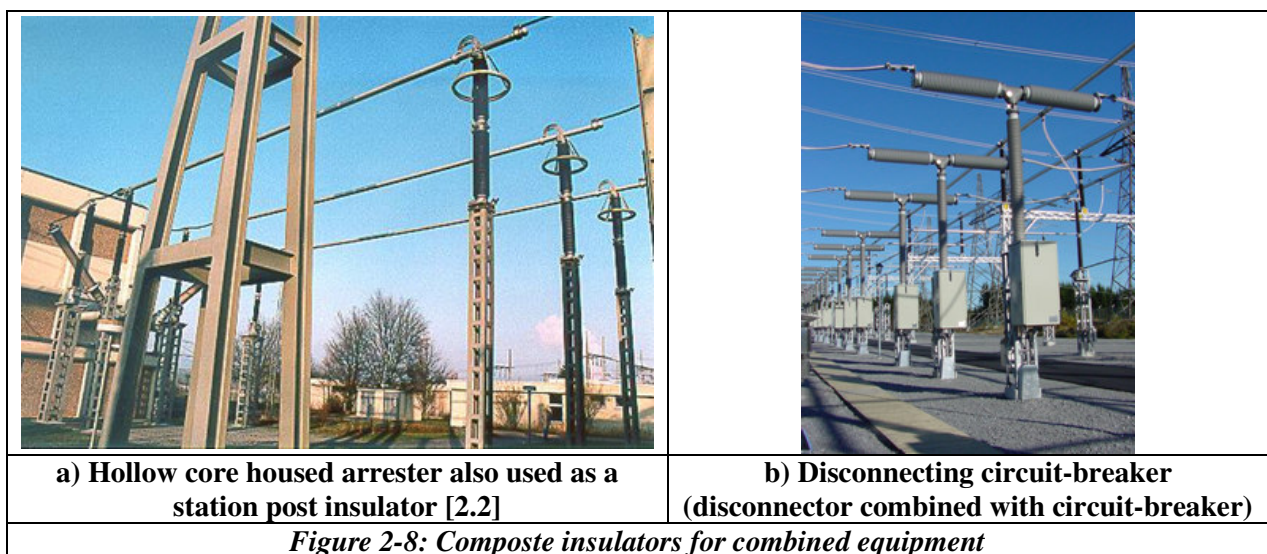 a) Hollow core housed arrester also used as a
station post insulator [2.2]
b) Disconnecting circuit-breaker
(disconnector combined with circuit-breaker)
Figure 2-8: Composte insulators for combined equipment